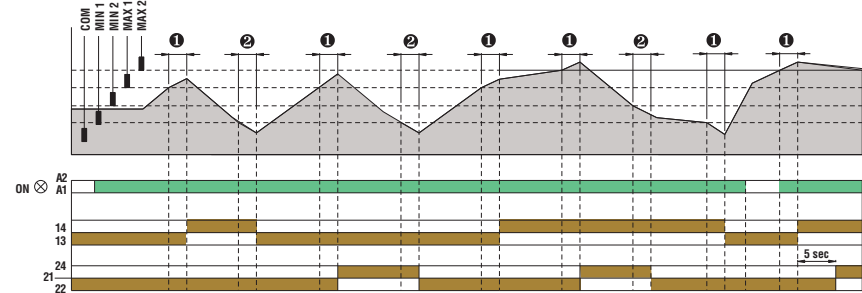 COM
MIN 1
MIN 2
MAX 1
MAX 2
❶ ❷ ❶ ❷ ❶ ❶ ❷ ❶ ❶
A2
ON A1
14
13
5 sec
24
21
22